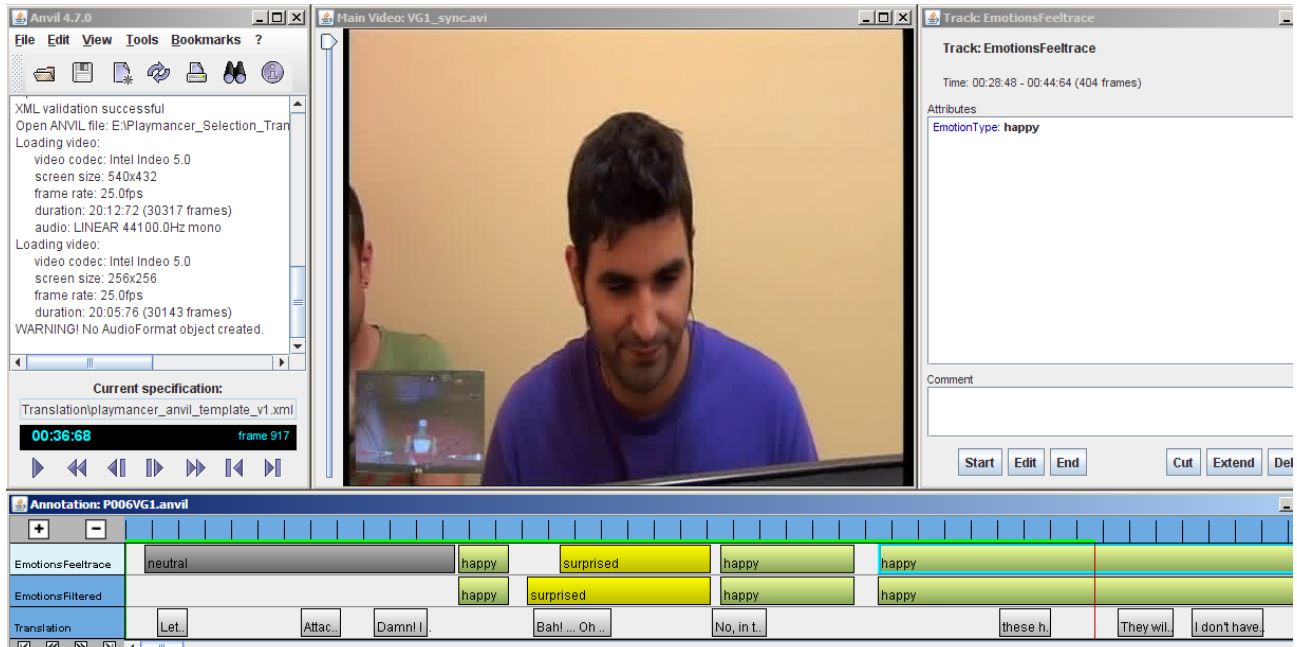 Anvil 4.7.0
File Edit View Tools Bookmarks ?
XML validation successful
Open ANVIL file: E:\Playmancer_Selection_Tran
Loading video:
video codec: Intel Indeo 5.0
screen size: 540x432
frame rate: 25.0fps
duration: 20:12:72 (30317 frames)
audio: LINEAR 44100.0Hz mono
Loading video:
video codec: Intel Indeo 5.0
screen size: 256x256
frame rate: 25.0fps
duration: 20:05:76 (30143 frames)
WARNING! No AudioFormat object created.
Current specification:
Translation\playmancer_anvil_template_v1.xml
00:36:68 frame 917
Main Video: VG1_sync.avi
Track: EmotionsFeeltrace
Track: EmotionsFeeltrace
Time: 00:28:48 - 00:44:64 (404 frames)
Attributes
EmotionType: happy
Comment
Start Edit End Cut Extend Del
Annotation: P006VG1.anvil
+ -
EmotionsFeeltrace neutral happy surprised happy happy
EmotionsFiltered happy surprised happy happy
Translation Let.. Attac.. Damn! I . Bah! ... Oh .. No, in t.. these h. They wil.. I don't have..